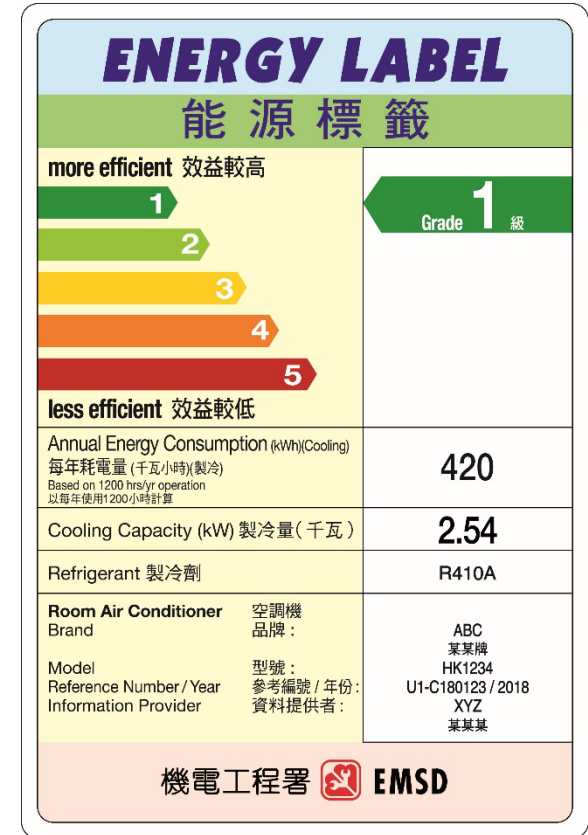 ENERGY LABEL
能源標籤
more efficient 效益較高
1
2
3
4
5
less efficient 效益較低
Grade 1 級
Annual Energy Consumption (kWh)(Cooling)
每年耗電量 (千瓦小時)(製冷)
Based on 1200 hrs/yr operation
以每年使用1200小時計算
420
Cooling Capacity (kW) 製冷量(千瓦)
2.54
Refrigerant 製冷劑
R410A
Room Air Conditioner 空調機
Brand 品牌: ABC
某某牌
Model 型號: HK1234
Reference Number / Year 參考編號 / 年份: U1-C180123 / 2018
Information Provider 資料提供者: XYZ
某某某
機電工程署 EMSD